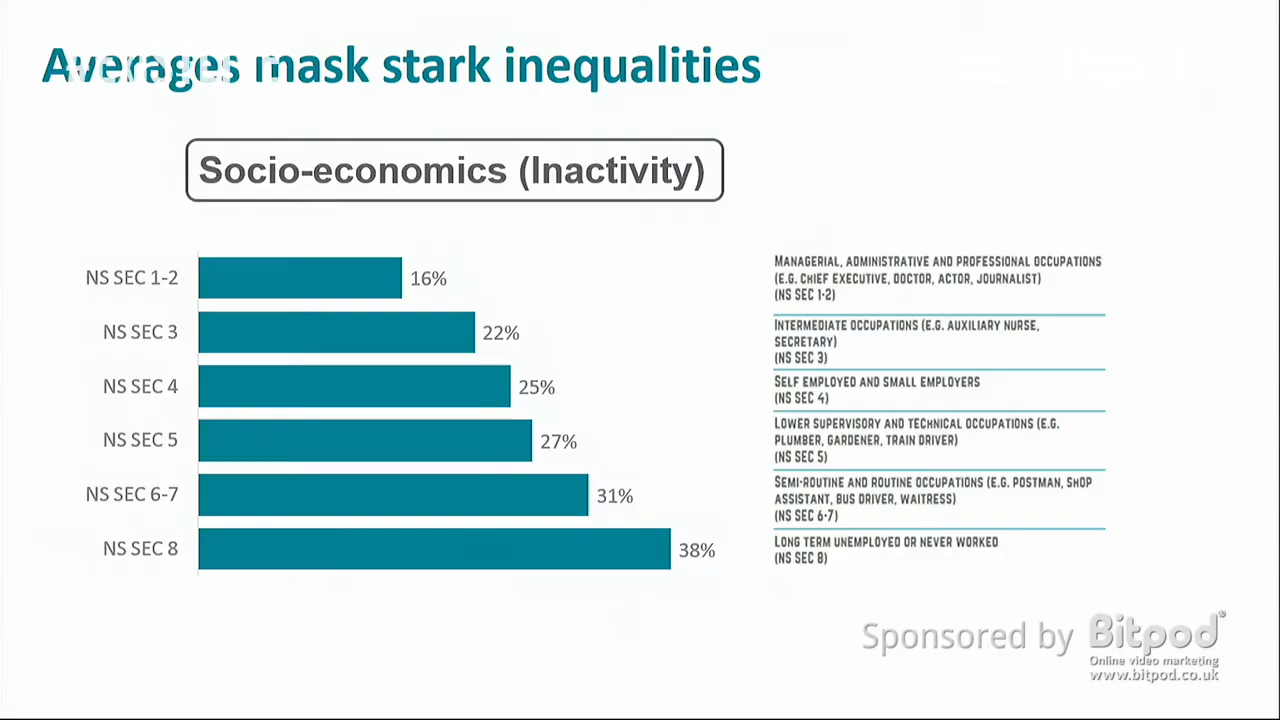 Averages mask stark inequalities
Socio-economics (Inactivity)
NS SEC 1-2
16%
NS SEC 3
22%
NS SEC 4
25%
NS SEC 5
27%
NS SEC 6-7
31%
NS SEC 8
38%
MANAGERIAL, ADMINISTRATIVE AND PROFESSIONAL OCCUPATIONS
(E.G. CHIEF EXECUTIVE, DOCTOR, ACTOR, JOURNALIST)
(NS SEC 1-2)
INTERMEDIATE OCCUPATIONS (E.G. AUXILIARY NURSE,
SECRETARY)
(NS SEC 3)
SELF EMPLOYED AND SMALL EMPLOYERS
(NS SEC 4)
LOWER SUPERVISORY AND TECHNICAL OCCUPATIONS (E.G.
PLUMBER, GARDENER, TRAIN DRIVER)
(NS SEC 5)
SEMI-ROUTINE AND ROUTINE OCCUPATIONS (E.G. POSTMAN, SHOP
ASSISTANT, BUS DRIVER, WAITRESS)
(NS SEC 6-7)
LONG TERM UNEMPLOYED OR NEVER WORKED
(NS SEC 8)
Sponsored by Bitpod®
Online video marketing
www.bitpod.co.uk